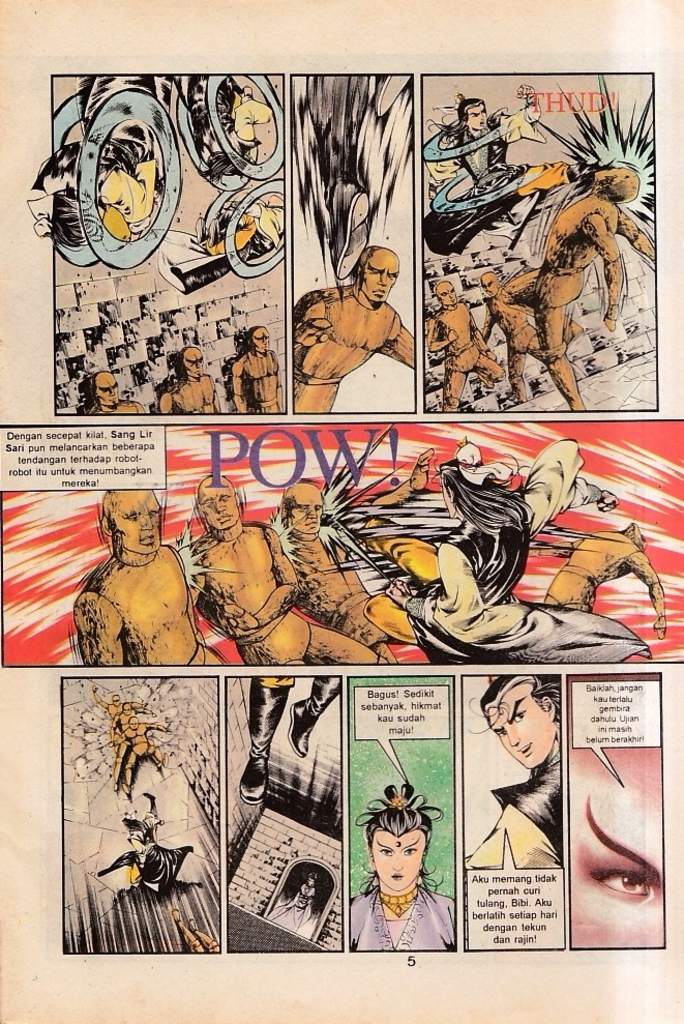 THUD!
Dengan secepat kilat, Sang Lir
Sari pun melancarkan beberapa
tendangan terhadap robot-
robot itu untuk menumbangkan
mereka!
POW!
Bagus! Sedikit
sebanyak, hikmat
kau sudah
maju!
Aku memang tidak
pernah curi
tulang, Bibi. Aku
berlatih setiap hari
dengan tekun
dan rajin!
Baiklah, jangan
kau terlalu
gembira
dahulu. Ujian
ini masih
belum berakhir!
5